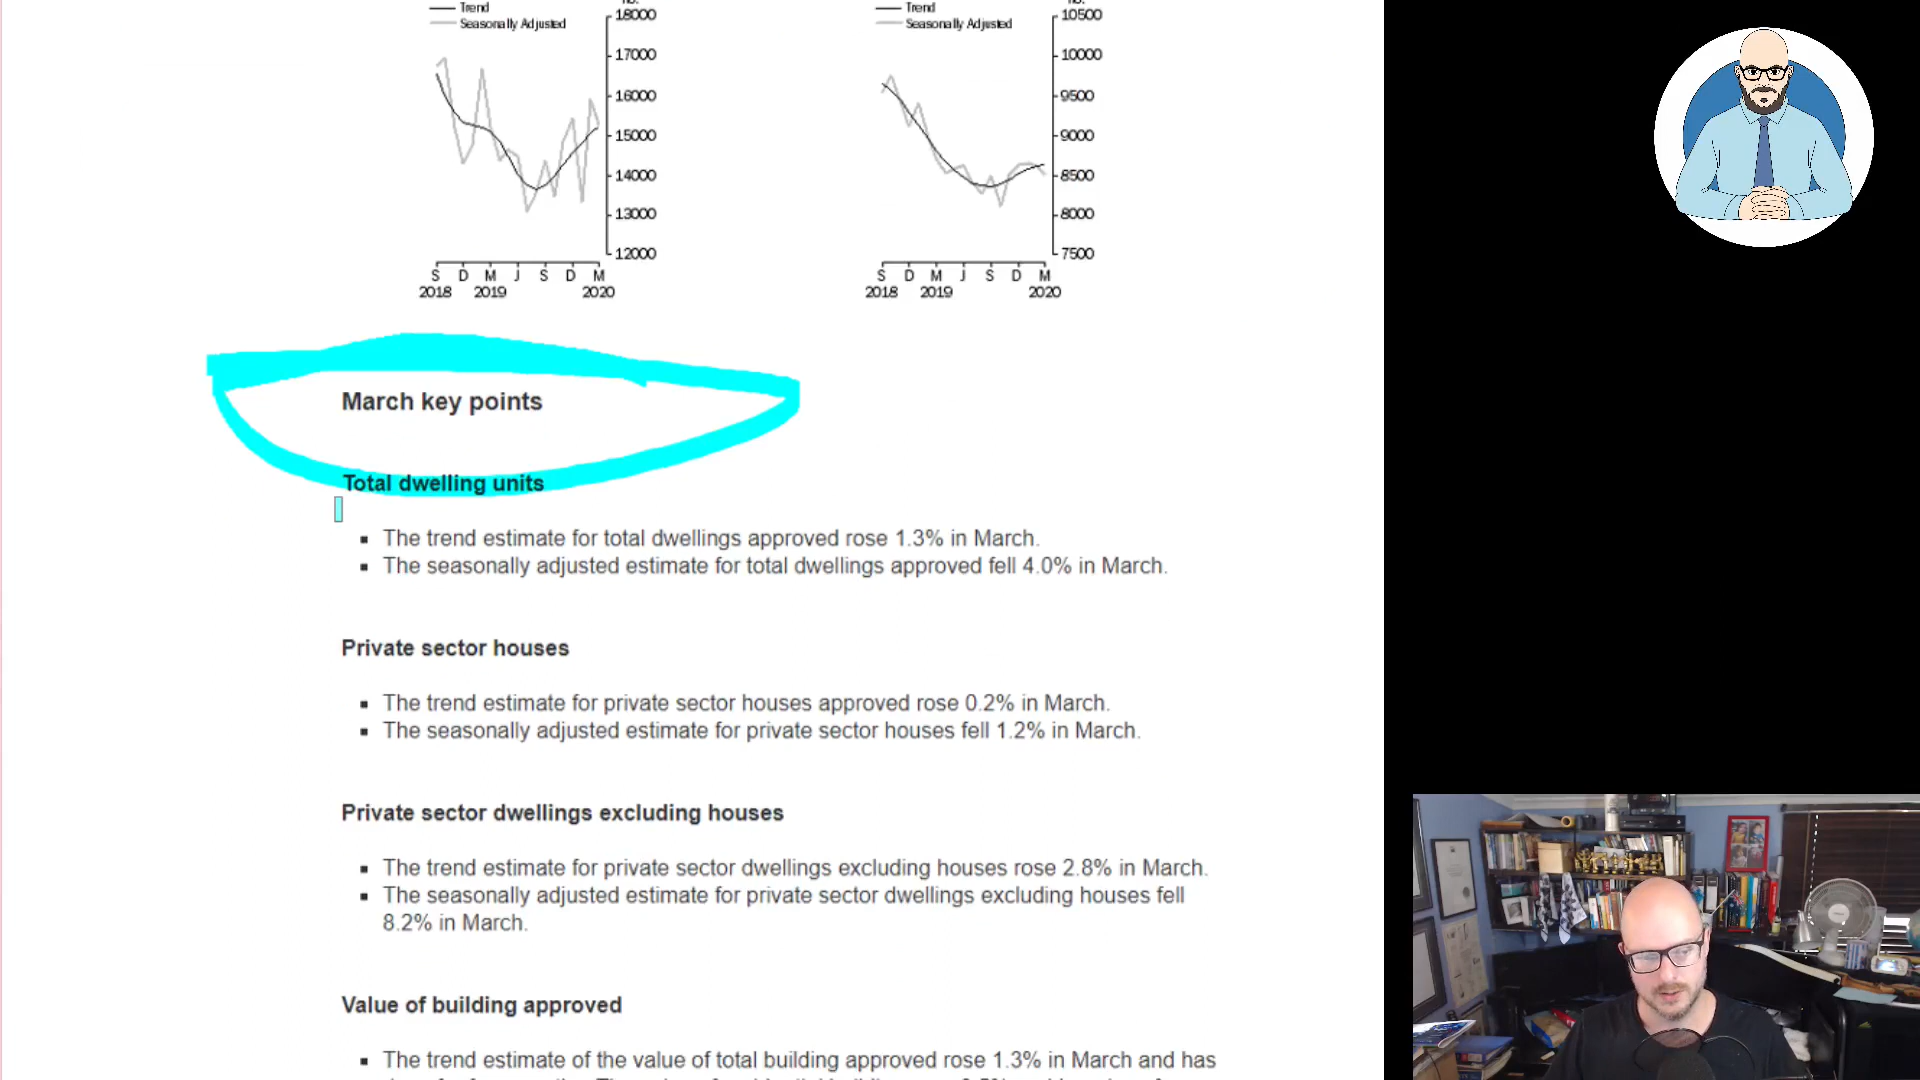 Trend
Seasonally Adjusted
18000
17000
16000
15000
14000
13000
12000
S D M J S D M
2018 2019 2020
Trend
Seasonally Adjusted
10500
10000
9500
9000
8500
8000
7500
S D M J S D M
2018 2019 2020
March key points
Total dwelling units
The trend estimate for total dwellings approved rose 1.3% in March.
The seasonally adjusted estimate for total dwellings approved fell 4.0% in March.
Private sector houses
The trend estimate for private sector houses approved rose 0.2% in March.
The seasonally adjusted estimate for private sector houses fell 1.2% in March.
Private sector dwellings excluding houses
The trend estimate for private sector dwellings excluding houses rose 2.8% in March.
The seasonally adjusted estimate for private sector dwellings excluding houses fell
8.2% in March.
Value of building approved
The trend estimate of the value of total building approved rose 1.3% in March and has